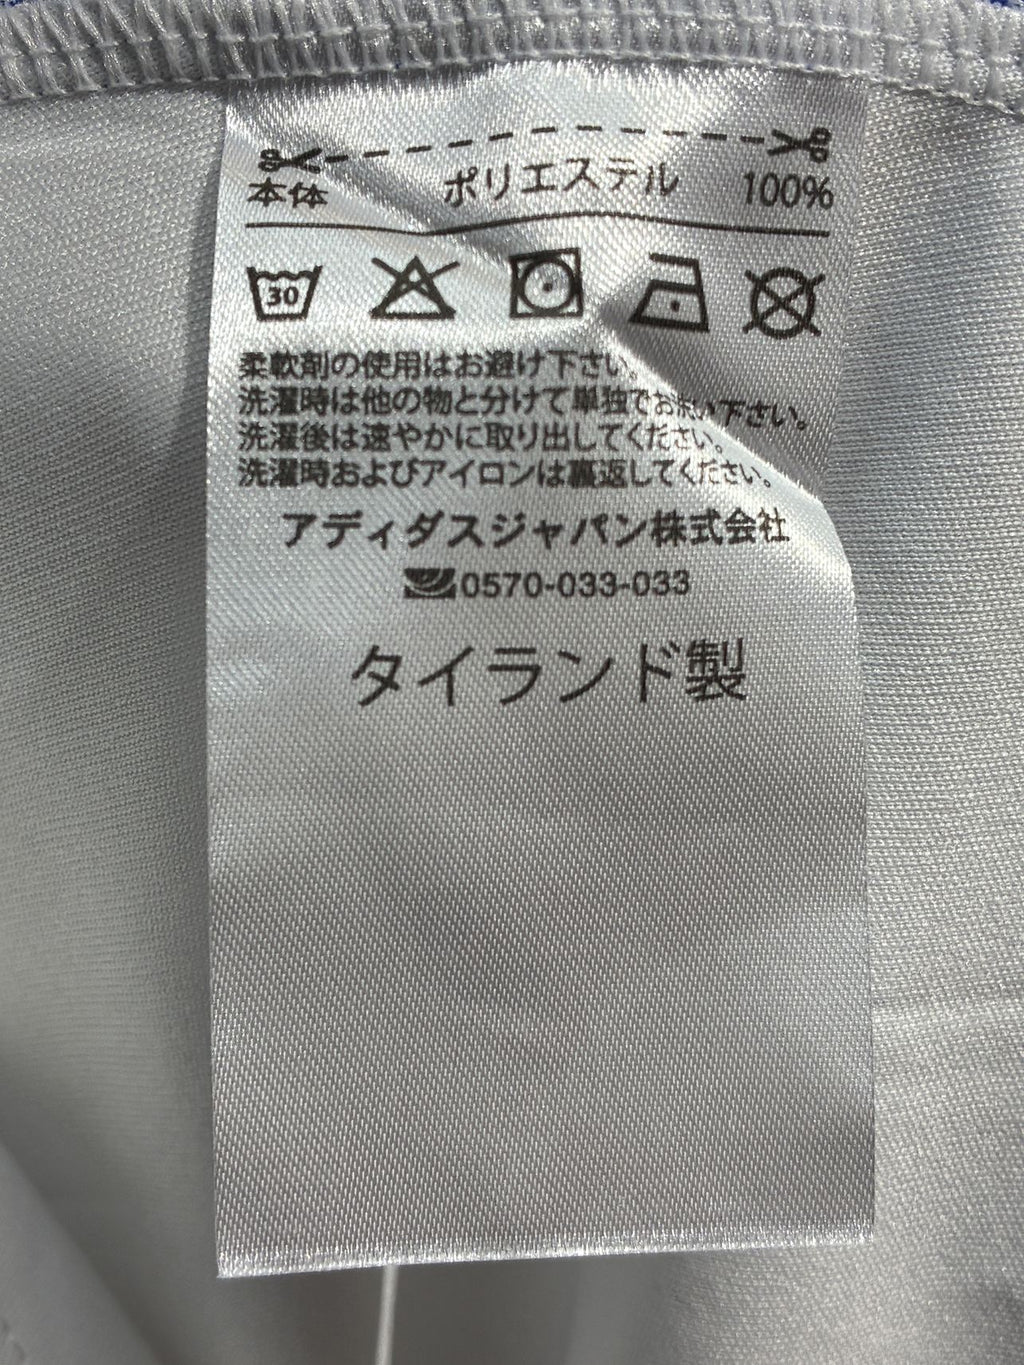 本体 ポリエステル 100%
30
柔軟剤の使用はお避け下さい。
洗濯時は他の物と分けて単独でお洗い下さい。
洗濯後は速やかに取り出してください。
洗濯時およびアイロンは裏返してください。
アディダスジャパン株式会社
0570-033-033
タイランド製